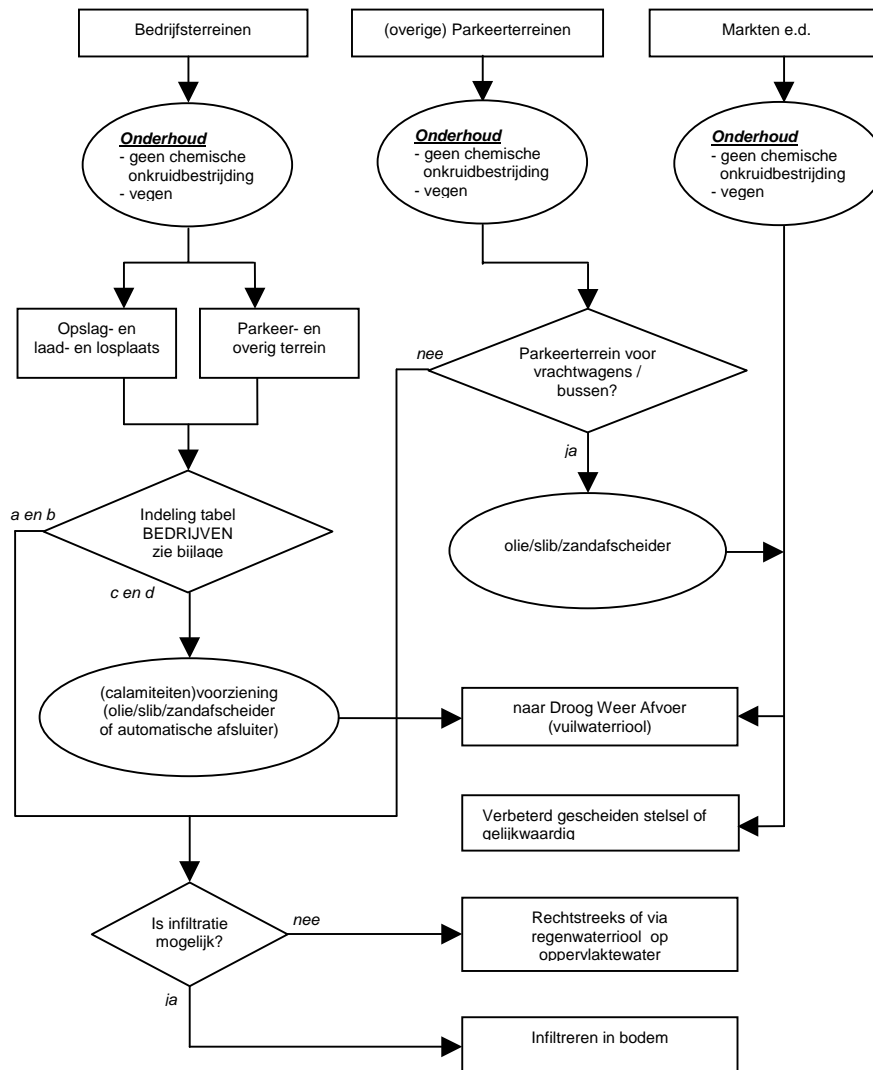 Bedrijfsterreinen
(overige) Parkeerterreinen
Markten e.d.
Onderhoud
- geen chemische
onkruidbestrijding
- vegen
Onderhoud
- geen chemische
onkruidbestrijding
- vegen
Onderhoud
- geen chemische
onkruidbestrijding
- vegen
Opslag- en
laad- en losplaats
Parkeer- en
overig terrein
nee
Parkeerterrein voor
vrachtwagens /
bussen?
ja
a en b
Indeling tabel
BEDRIJVEN
zie bijlage
c en d
olie/slib/zandafscheider
(calamiteiten)voorziening
(olie/slib/zandafscheider
of automatische afsluiter)
naar Droog Weer Afvoer
(vuilwaterriool)
Verbeterd gescheiden stelsel of
gelijkwaardig
Is infiltratie
mogelijk?
nee
Rechtstreeks of via
regenwaterriool op
oppervlaktewater
ja
Infiltreren in bodem